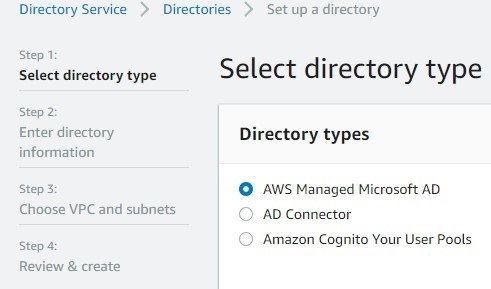 Directory Service > Directories > Set up a directory
Step 1:
Select directory type
Step 2:
Enter directory
information
Step 3:
Choose VPC and subnets
Step 4:
Review & create
Select directory type
Directory types
AWS Managed Microsoft AD
AD Connector
Amazon Cognito Your User Pools